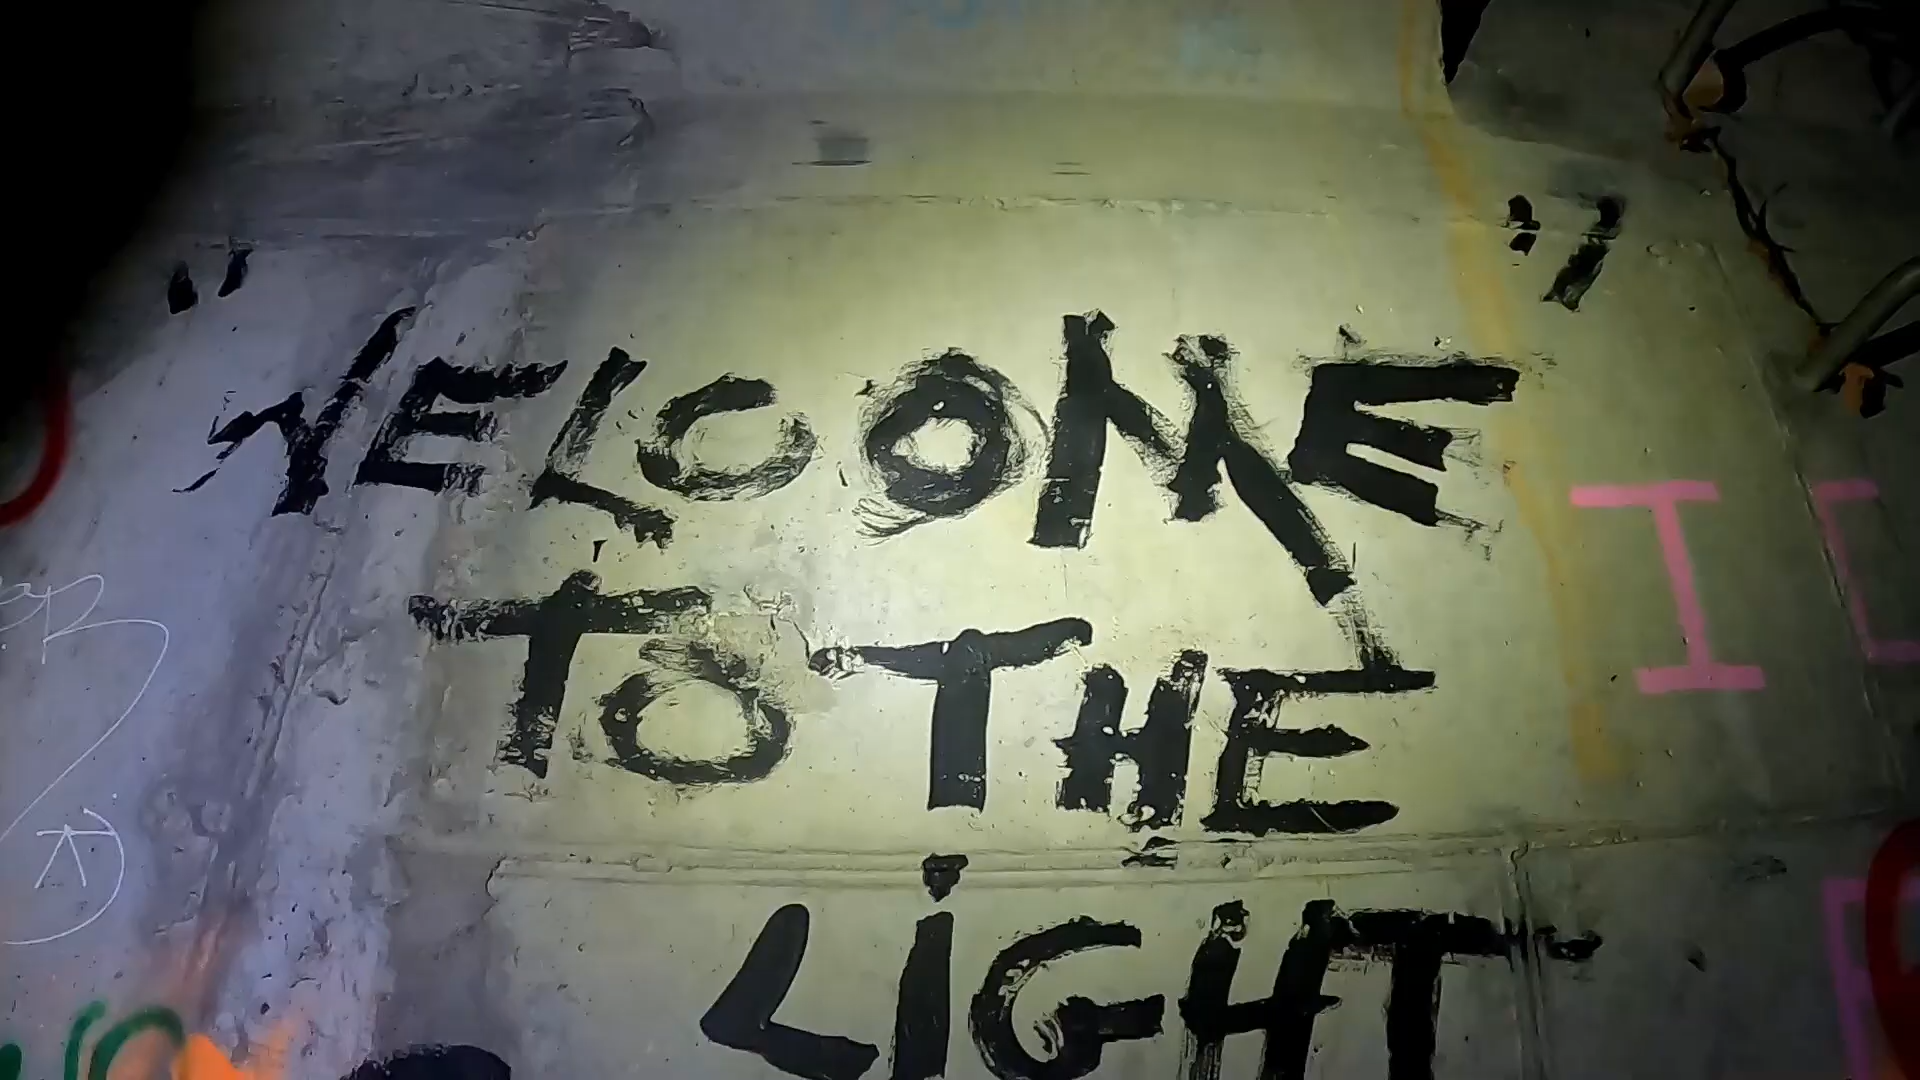 " WELCOME "
TO THE
LiGHT
I